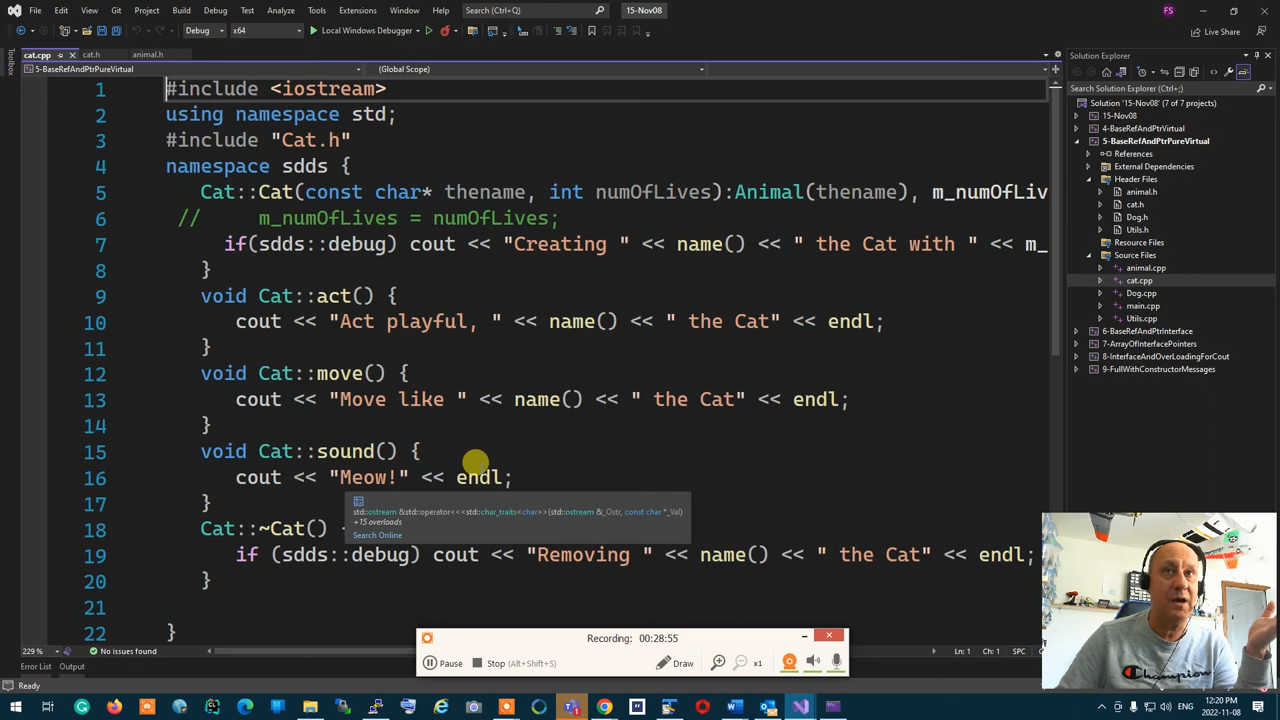 File Edit View Git Project Build Debug Test Analyze Tools Extensions Window Help Search (Ctrl+Q) 15-Nov08 FS
Debug x64 Local Windows Debugger Live Share
Toolbox
cat.cpp cat.h animal.h
5-BaseRefAndPtrPureVirtual (Global Scope)
1 #include <iostream>
2 using namespace std;
3 #include "Cat.h"
4 namespace sdds {
5 Cat::Cat(const char* thename, int numOfLives):Animal(thename), m_numOfLiv
6 // m_numOfLives = numOfLives;
7 if(sdds::debug) cout << "Creating " << name() << " the Cat with " << m_
8 }
9 void Cat::act() {
10 cout << "Act playful, " << name() << " the Cat" << endl;
11 }
12 void Cat::move() {
13 cout << "Move like " << name() << " the Cat" << endl;
14 }
15 void Cat::sound() {
16 cout << "Meow!" << endl;
17 }
std::ostream &std::operator<<<std::char_traits<char>>(std::ostream &_Ostr, const char *_Val)
+15 overloads
Search Online
18 Cat::~Cat()
19 if (sdds::debug) cout << "Removing " << name() << " the Cat" << endl;
20 }
21
22 }
229 % No issues found Ln: 1 Ch: 1 SPC
Error List Output
Ready
Solution Explorer
Search Solution Explorer (Ctrl+;)
Solution '15-Nov08' (7 of 7 projects)
15-Nov08
4-BaseRefAndPtrVirtual
5-BaseRefAndPtrPureVirtual
References
External Dependencies
Header Files
animal.h
cat.h
Dog.h
Utils.h
Resource Files
Source Files
animal.cpp
cat.cpp
Dog.cpp
main.cpp
Utils.cpp
6-BaseRefAndPtrInterface
7-ArrayOfInterfacePointers
8-InterfaceAndOverLoadingForCout
9-FullWithConstructorMessages
Recording: 00:28:55
Pause Stop (Alt+Shift+S) Draw x1
Champion
ENG 12:20 PM
2022-11-08